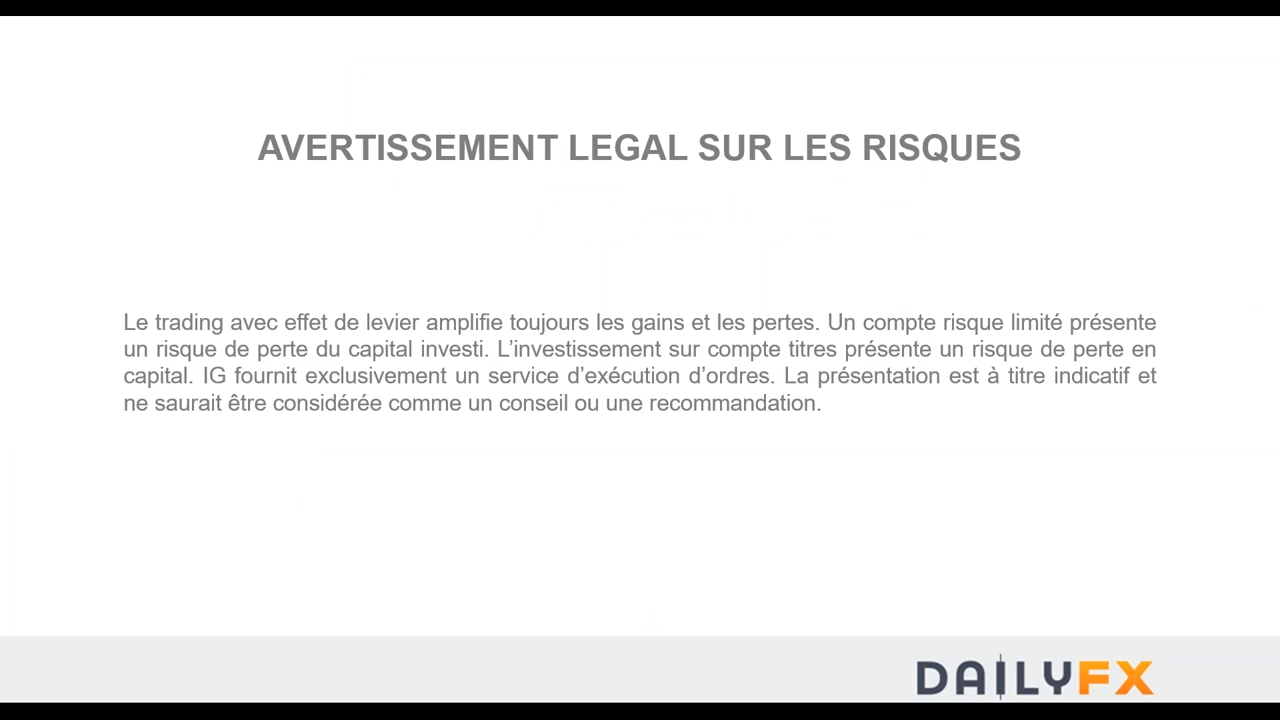 AVERTISSEMENT LEGAL SUR LES RISQUES
Le trading avec effet de levier amplifie toujours les gains et les pertes. Un compte risque limité présente
un risque de perte du capital investi. L’investissement sur compte titres présente un risque de perte en
capital. IG fournit exclusivement un service d’exécution d’ordres. La présentation est à titre indicatif et
ne saurait être considérée comme un conseil ou une recommandation.
DAILYFX